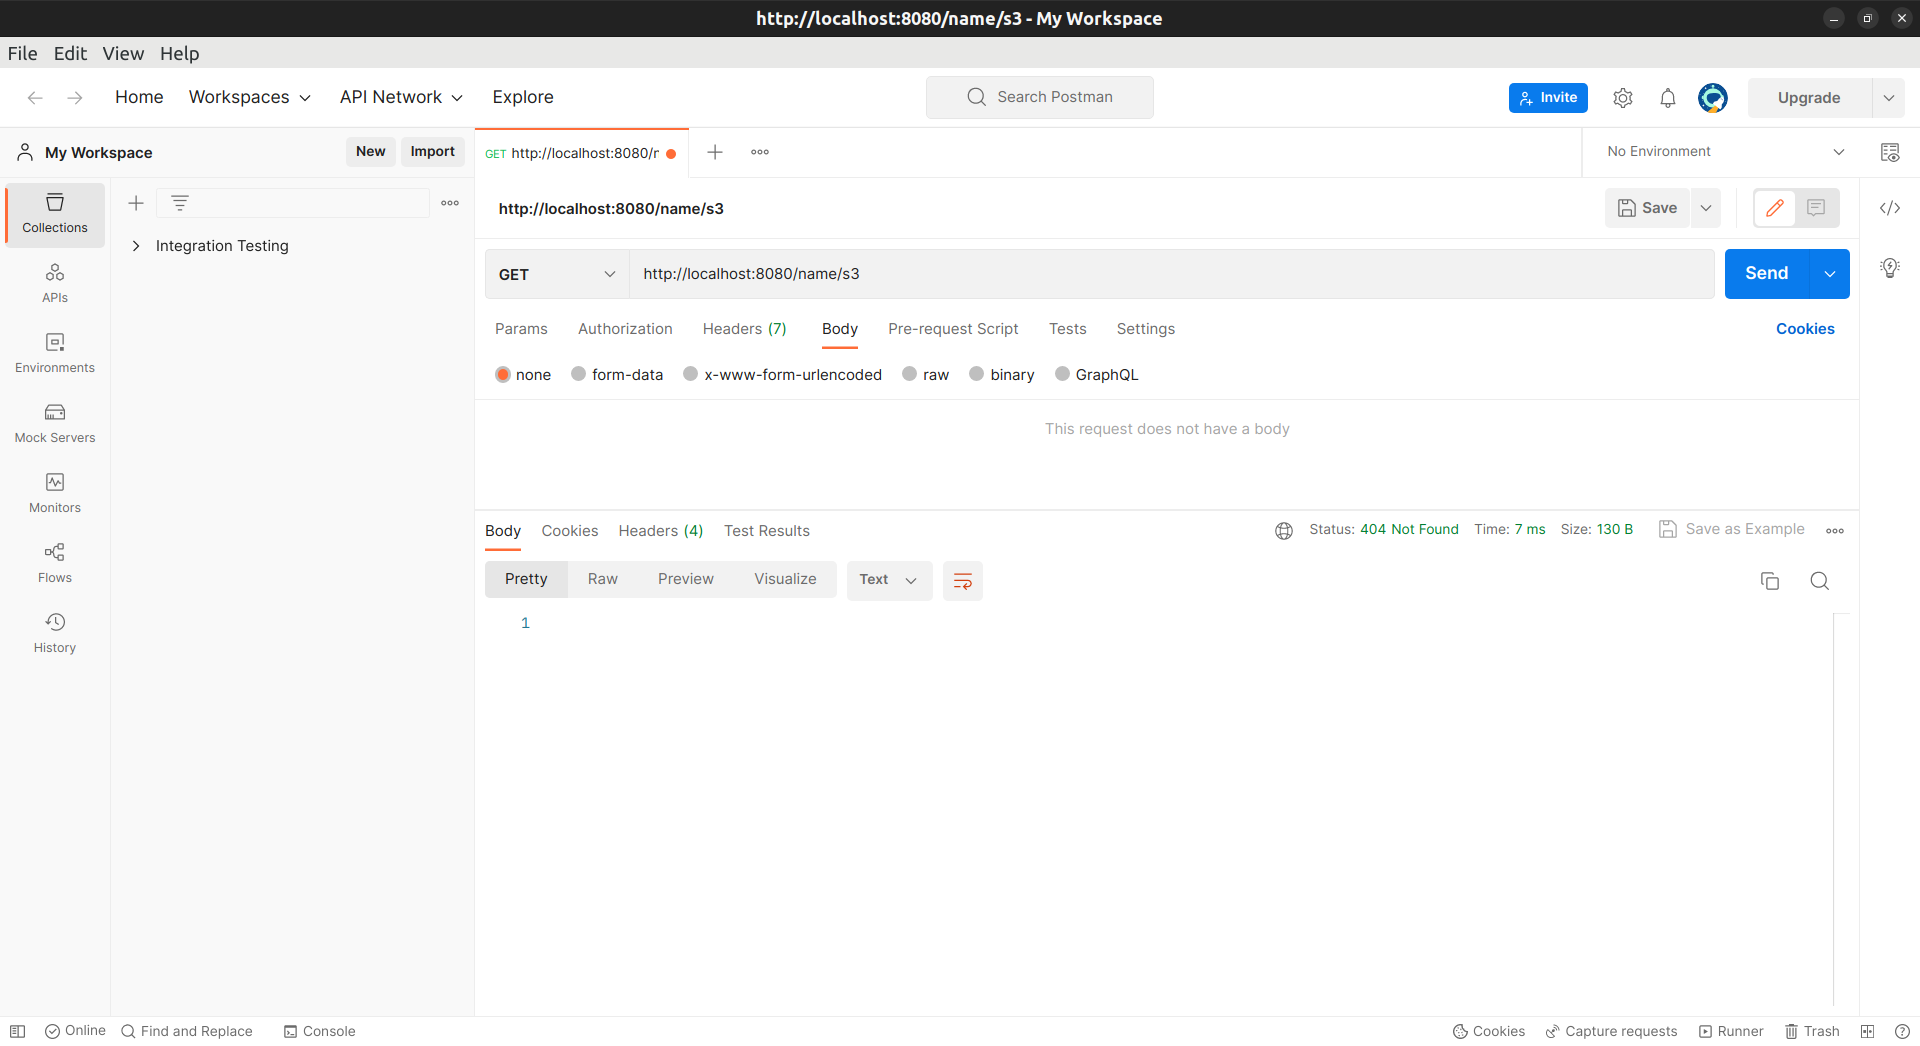 http://localhost:8080/name/s3 - My Workspace
File Edit View Help
Home Workspaces API Network Explore
Search Postman
Invite
Upgrade
My Workspace
New Import
GET http://localhost:8080/r
No Environment
Collections
http://localhost:8080/name/s3
Save
Integration Testing
APIs
GET http://localhost:8080/name/s3
Send
Params Authorization Headers (7) Body Pre-request Script Tests Settings
Cookies
Environments
none form-data x-www-form-urlencoded raw binary GraphQL
This request does not have a body
Mock Servers
Monitors
Body Cookies Headers (4) Test Results
Status: 404 Not Found Time: 7 ms Size: 130 B Save as Example
Flows
Pretty Raw Preview Visualize Text
1
History
Online Find and Replace Console
Cookies Capture requests Runner Trash